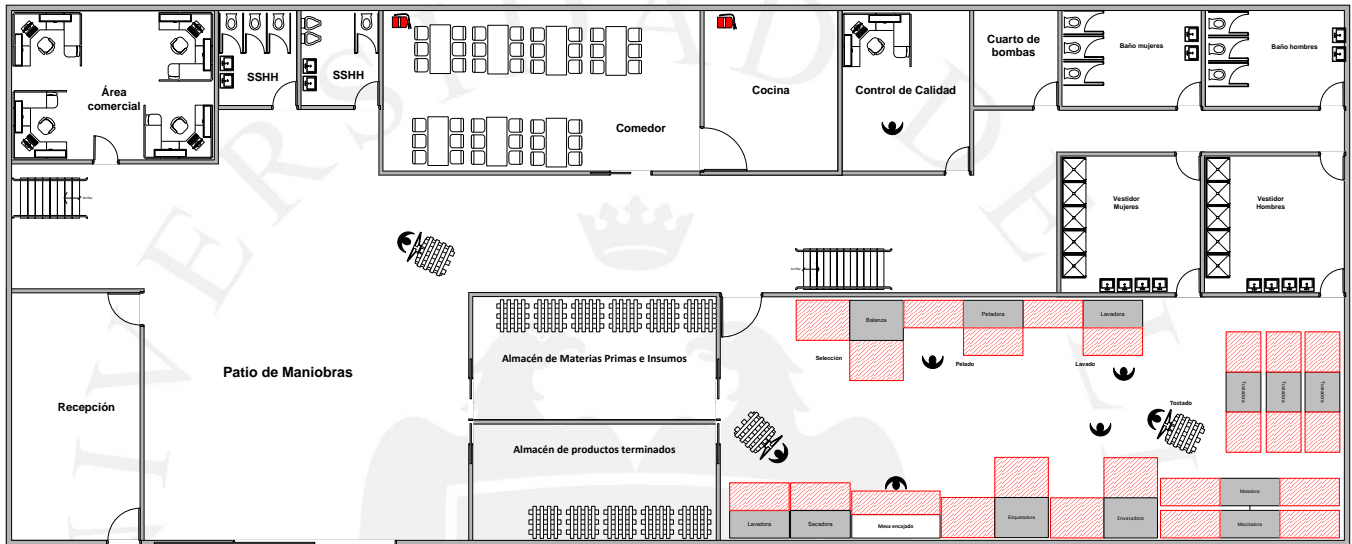 Área
comercial
SSHH
SSHH
Comedor
Cocina
Control de Calidad
Cuarto de
bombas
Baño mujeres
Baño hombres
Vestidor
Mujeres
Vestidor
Hombres
Recepción
Patio de Maniobras
Almacén de Materias Primas e Insumos
Almacén de productos terminados
Balanza
Peladora
Lavadora
Selección
Pelado
Lavado
Tostado
Tostadora
Tostadora
Tostadora
Lavadora
Secadora
Mesa encajado
Etiquetadora
Envasadora
Moledora
Mezcladora
UNIVERSIDAD DE